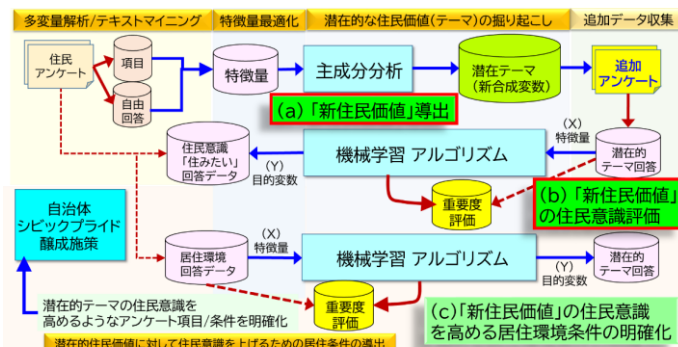 多変量解析/テキストマイニング
特徴量最適化
潜在的な住民価値(テーマ)の掘り起こし
追加データ収集
住民
アンケート
項目
自由
回答
特徴量
主成分分析
潜在テーマ
(新合成変数)
追加
アンケート
(a)「新住民価値」導出
住民意識
「住みたい」
回答データ
(Y)
目的変数
機械学習 アルゴリズム
(X)
特徴量
潜在的
テーマ回答
重要度
評価
(b)「新住民価値」
の住民意識評価
自治体
シビックプライド
醸成施策
居住環境
回答データ
(X)
特徴量
機械学習 アルゴリズム
(Y)
目的変数
潜在的
テーマ回答
重要度
評価
潜在的テーマの住民意識を
高めるようなアンケート項目/条件を明確化
(c)「新住民価値」の住民意識
を高める居住環境条件の明確化
潜在的住民価値に対して住民意識を上げるための居住条件の導出